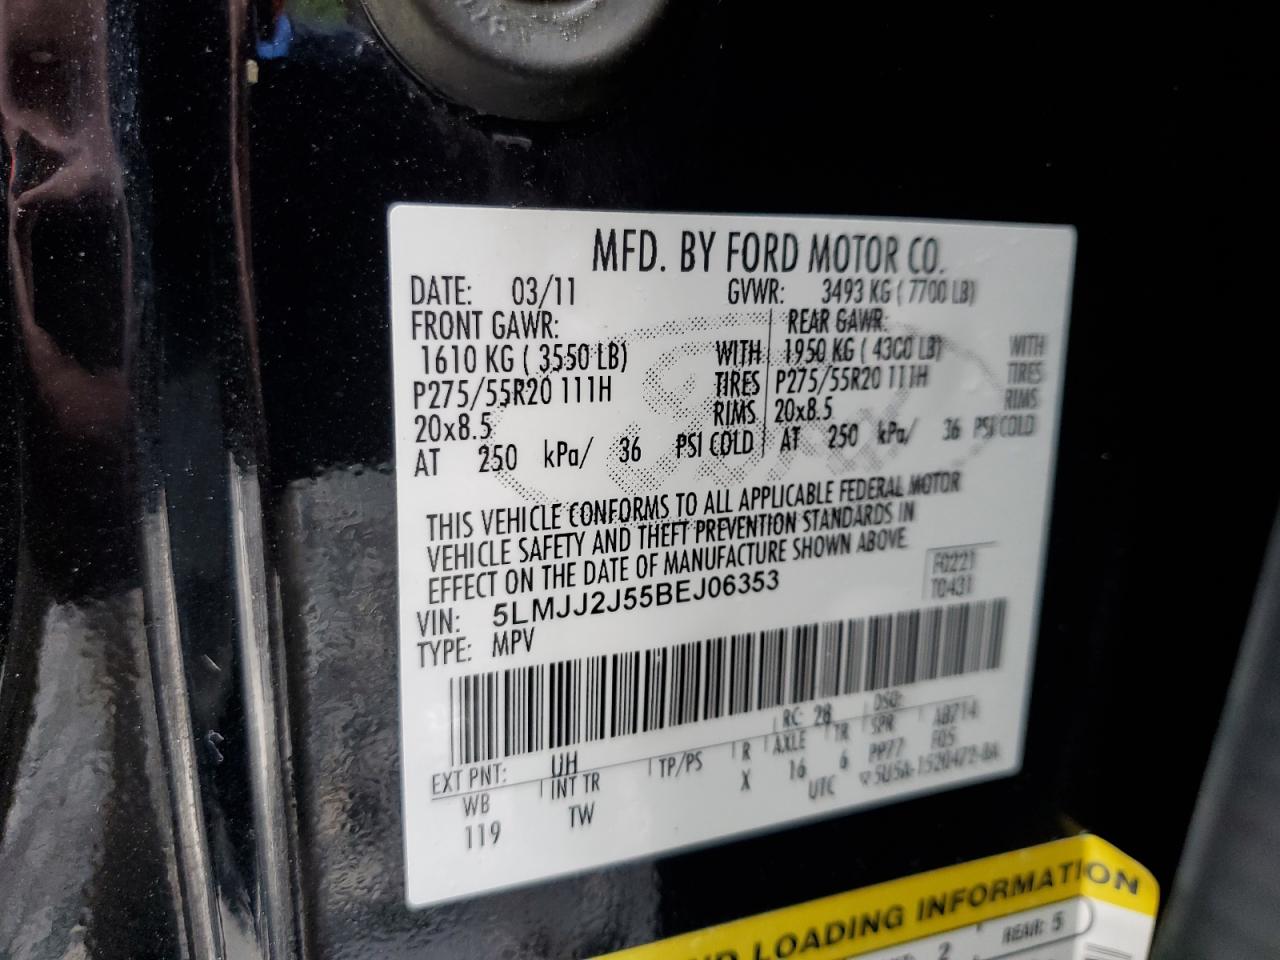 MFD. BY FORD MOTOR CO.
DATE: 03/11 GVWR: 3493 KG ( 7700 LB)
FRONT GAWR: REAR GAWR:
1610 KG ( 3550 LB) WITH 1950 KG ( 4300 LB) WITH
P275/55R20 111H TIRES P275/55R20 111H TIRES
20x8.5 RIMS 20x8.5 RIMS
AT 250 kPa/ 36 PSI COLD AT 250 kPa/ 36 PSI COLD
THIS VEHICLE CONFORMS TO ALL APPLICABLE FEDERAL MOTOR
VEHICLE SAFETY AND THEFT PREVENTION STANDARDS IN
EFFECT ON THE DATE OF MANUFACTURE SHOWN ABOVE.
F0221
T0431
VIN: 5LMJJ2J55BEJ06353
TYPE: MPV
EXT PNT: UH RC: 28 DSO:
WB INT TR TP/PS R AXLE TR SPR AB714
119 TW X 16 6 PP77 F05
UTC 5U5A-1520472-BA
LOADING INFORMATION
2 REAR: 5